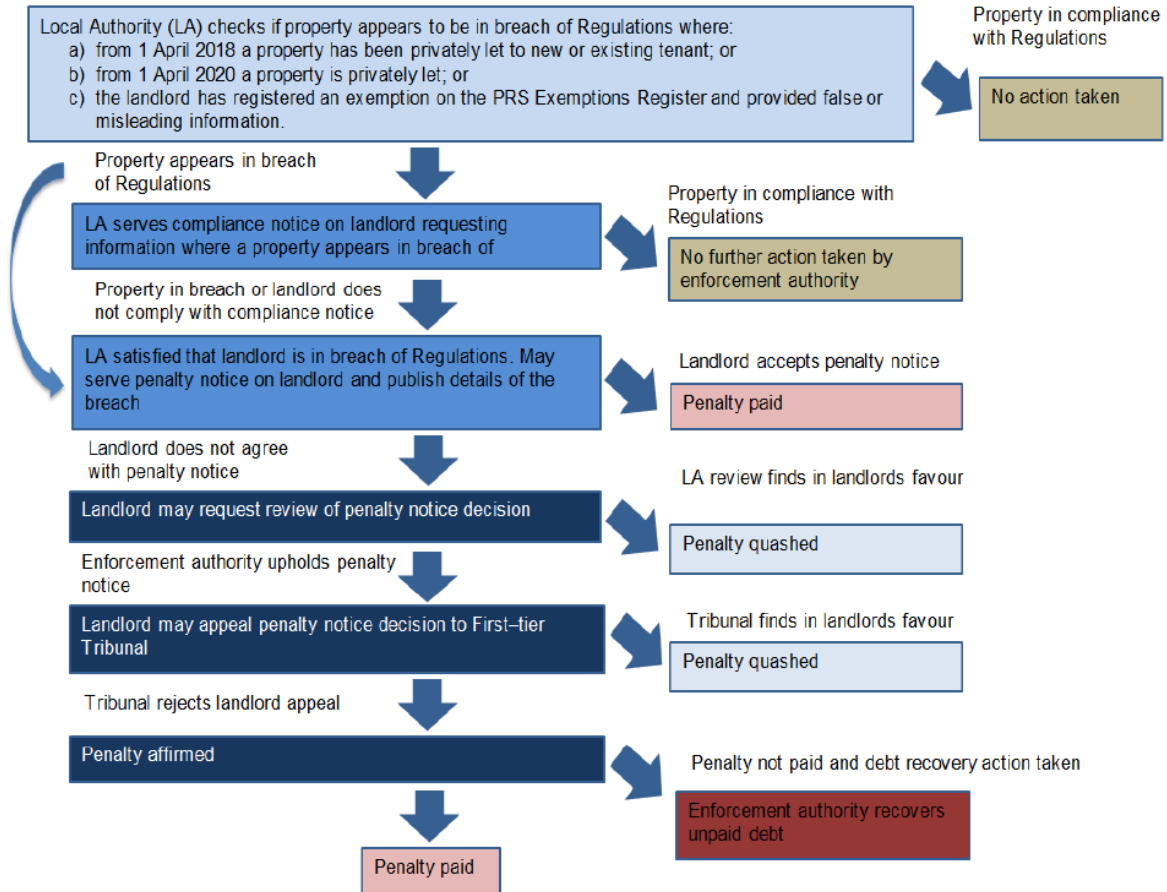 Local Authority (LA) checks if property appears to be in breach of Regulations where:
a) from 1 April 2018 a property has been privately let to new or existing tenant; or
b) from 1 April 2020 a property is privately let; or
c) the landlord has registered an exemption on the PRS Exemptions Register and provided false or
misleading information.
Property in compliance
with Regulations
No action taken
Property appears in breach
of Regulations
LA serves compliance notice on landlord requesting
information where a property appears in breach of
Property in compliance with
Regulations
No further action taken by
enforcement authority
Property in breach or landlord does
not comply with compliance notice
LA satisfied that landlord is in breach of Regulations. May
serve penalty notice on landlord and publish details of the
breach
Landlord accepts penalty notice
Penalty paid
Landlord does not agree
with penalty notice
Landlord may request review of penalty notice decision
LA review finds in landlords favour
Penalty quashed
Enforcement authority upholds penalty
notice
Landlord may appeal penalty notice decision to First–tier
Tribunal
Tribunal finds in landlords favour
Penalty quashed
Tribunal rejects landlord appeal
Penalty affirmed
Penalty not paid and debt recovery action taken
Enforcement authority recovers
unpaid debt
Penalty paid